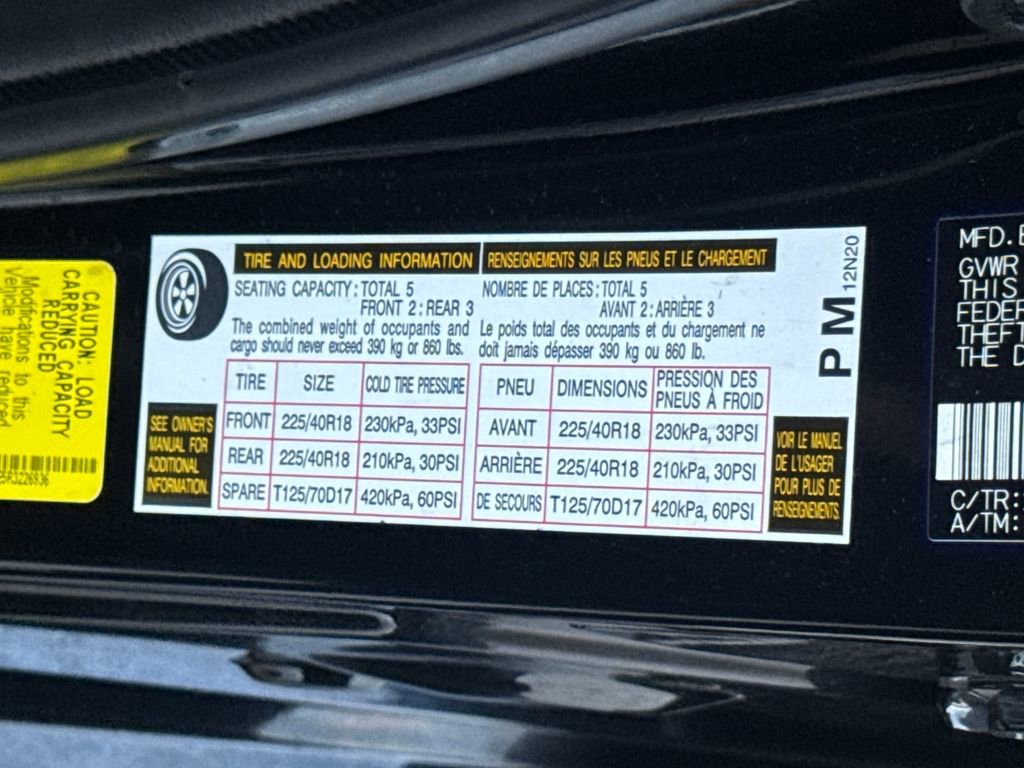 CAUTION: LOAD
CARRYING CAPACITY
REDUCED
Modifications to this
Vehicle have reduced
TIRE AND LOADING INFORMATION
SEATING CAPACITY: TOTAL 5
FRONT 2: REAR 3
The combined weight of occupants and
cargo should never exceed 390 kg or 860 lbs.
TIRE SIZE COLD TIRE PRESSURE
FRONT 225/40R18 230kPa, 33PSI
REAR 225/40R18 210kPa, 30PSI
SPARE T125/70D17 420kPa, 60PSI
SEE OWNER'S
MANUAL FOR
ADDITIONAL
INFORMATION.
RENSEIGNEMENTS SUR LES PNEUS ET LE CHARGEMENT
NOMBRE DE PLACES: TOTAL 5
AVANT 2: ARRIÈRE 3
Le poids total des occupants et du chargement ne
doit jamais dépasser 390 kg ou 860 lb.
PNEU DIMENSIONS PRESSION DES
PNEUS À FROID
AVANT 225/40R18 230kPa, 33PSI
ARRIÈRE 225/40R18 210kPa, 30PSI
DE SECOURS T125/70D17 420kPa, 60PSI
VOIR LE MANUEL
DE L'USAGER
POUR PLUS DE
RENSEIGNEMENTS.
PM 12N20
MFD.
GVWR
THIS
FEDER
THEFT
THE D
C/TR:
A/TM: